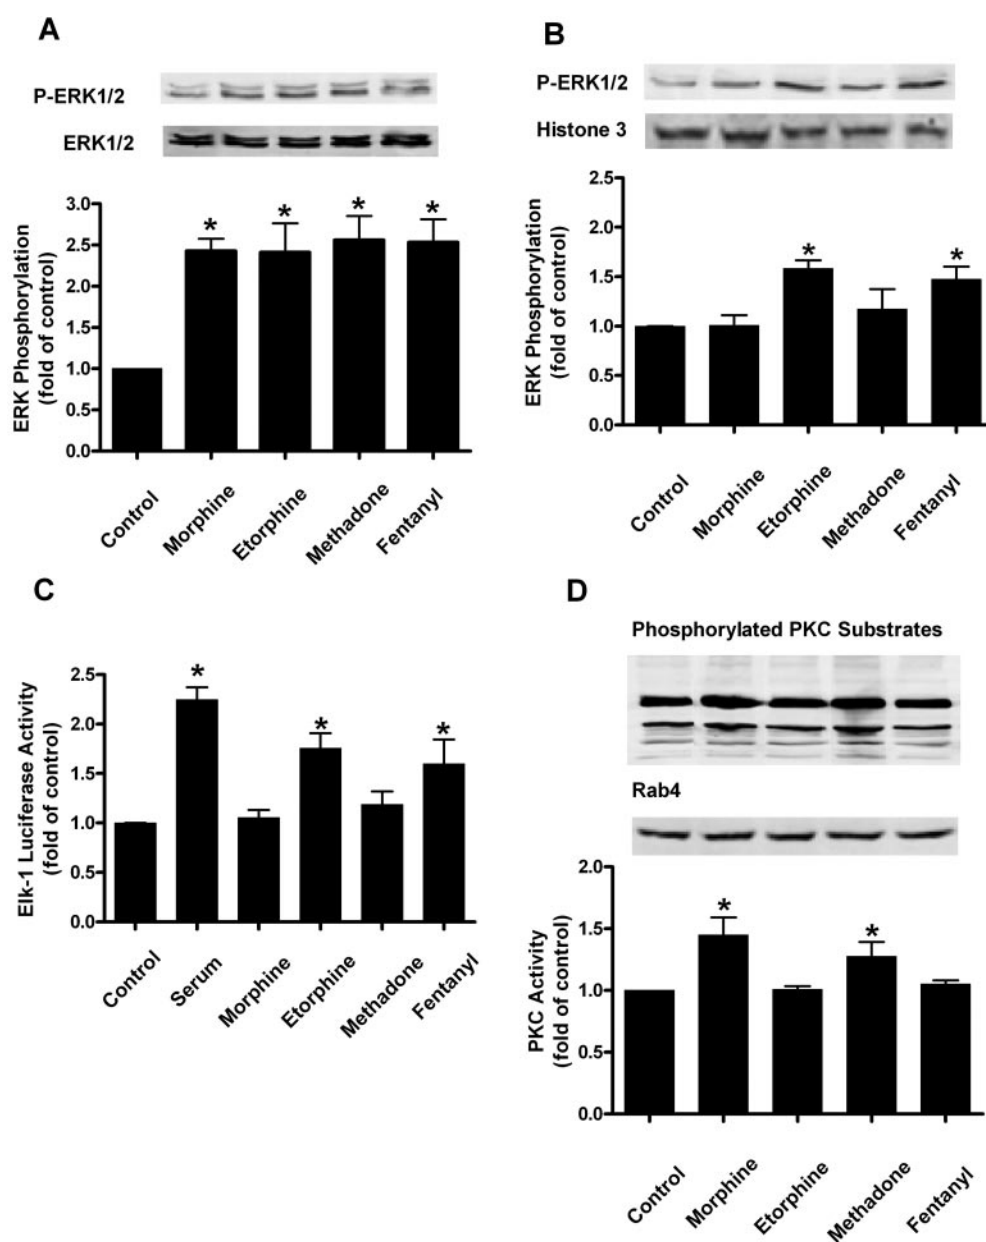 A
P-ERK1/2
ERK1/2
ERK Phosphorylation
(fold of control)
3.0
2.5
2.0
1.5
1.0
0.5
0.0
*
*
*
*
Control
Morphine
Etorphine
Methadone
Fentanyl
B
P-ERK1/2
Histone 3
ERK Phosphorylation
(fold of control)
2.5
2.0
1.5
1.0
0.5
0.0
*
*
Control
Morphine
Etorphine
Methadone
Fentanyl
C
Elk-1 Luciferase Activity
(fold of control)
2.5
2.0
1.5
1.0
0.5
0.0
*
*
*
Control
Serum
Morphine
Etorphine
Methadone
Fentanyl
D
Phosphorylated PKC Substrates
Rab4
PKC Activity
(fold of control)
2.0
1.5
1.0
0.5
0.0
*
*
Control
Morphine
Etorphine
Methadone
Fentanyl